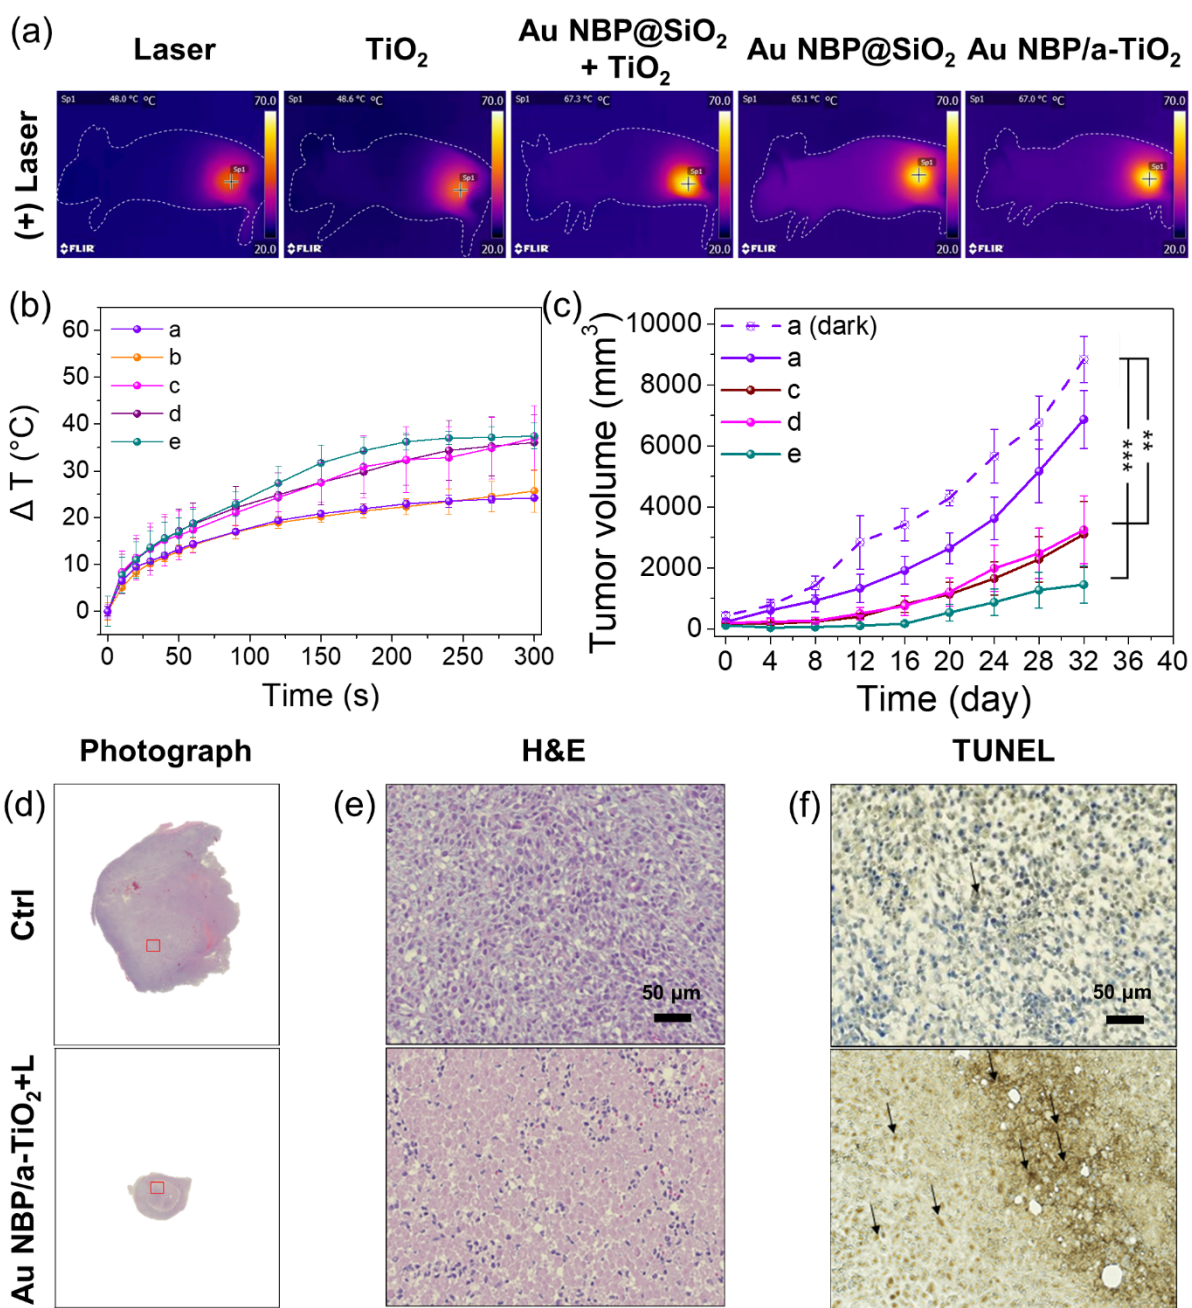 (a)
Laser
TiO₂
Au NBP@SiO₂
+ TiO₂
Au NBP@SiO₂
Au NBP/a-TiO₂
(+) Laser
Sp1 48.0 °C °C 70.0
Sp1
20.0
FLIR
Sp1 48.6 °C °C 70.0
Sp1
20.0
FLIR
Sp1 67.3 °C °C 70.0
Sp1
20.0
FLIR
Sp1 65.1 °C °C 70.0
Sp1
20.0
FLIR
Sp1 67.0 °C °C 70.0
Sp1
20.0
FLIR
(b)
Δ T (°C)
60
50
40
30
20
10
0
a
b
c
d
e
0 50 100 150 200 250 300
Time (s)
(c)
Tumor volume (mm³)
10000
8000
6000
4000
2000
0
a (dark)
a
c
d
e
***
**
0 4 8 12 16 20 24 28 32 36 40
Time (day)
Photograph
H&E
TUNEL
(d)
(e)
(f)
Ctrl
50 μm
50 μm
Au NBP/a-TiO₂+L